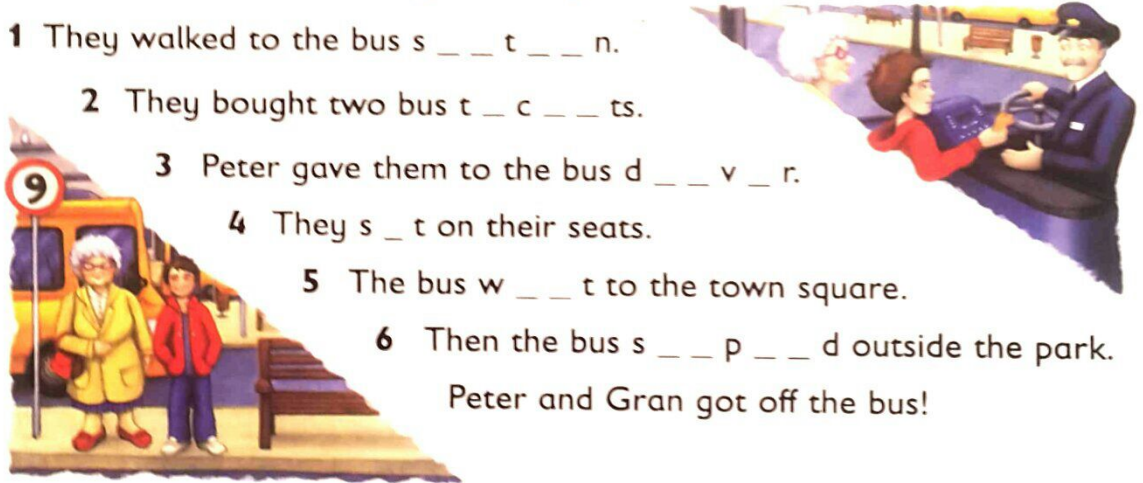 1 They walked to the bus s _ _ t _ _ n.
2 They bought two bus t _ c _ _ ts.
3 Peter gave them to the bus d _ _ v _ r.
9
4 They s _ t on their seats.
5 The bus w _ _ t to the town square.
6 Then the bus s _ _ p _ _ d outside the park.
Peter and Gran got off the bus!